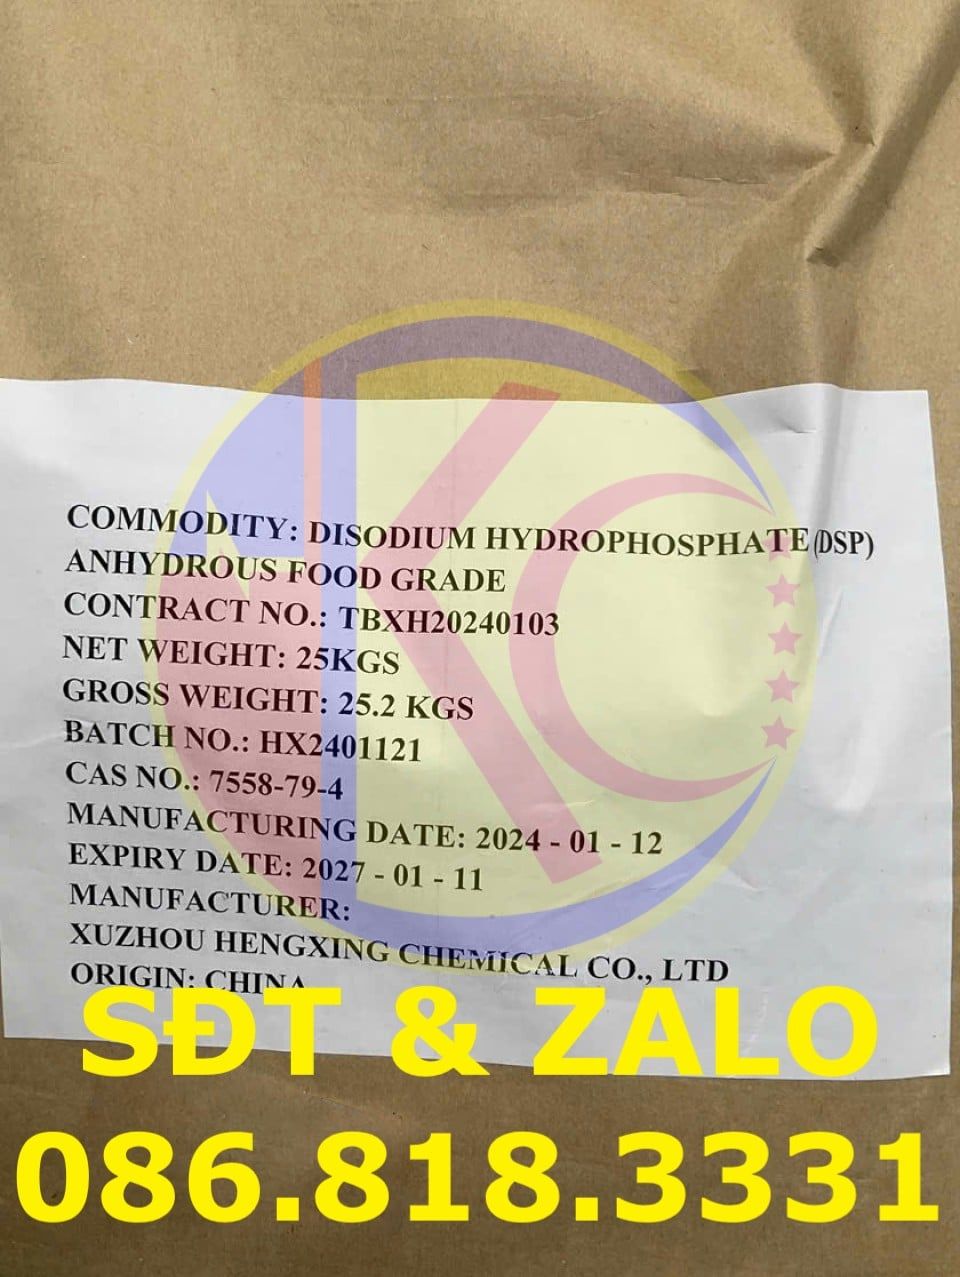 COMMODITY: DISODIUM HYDROPHOSPHATE(DSP)
ANHYDROUS FOOD GRADE
CONTRACT NO.: TBXH20240103
NET WEIGHT: 25KGS
GROSS WEIGHT: 25.2 KGS
BATCH NO.: HX2401121
CAS NO.: 7558-79-4
MANUFACTURING DATE: 2024 - 01 - 12
EXPIRY DATE: 2027 - 01 - 11
MANUFACTURER:
XUZHOU HENGXING CHEMICAL CO., LTD
ORIGIN: CHINA
SĐT & ZALO
086.818.3331